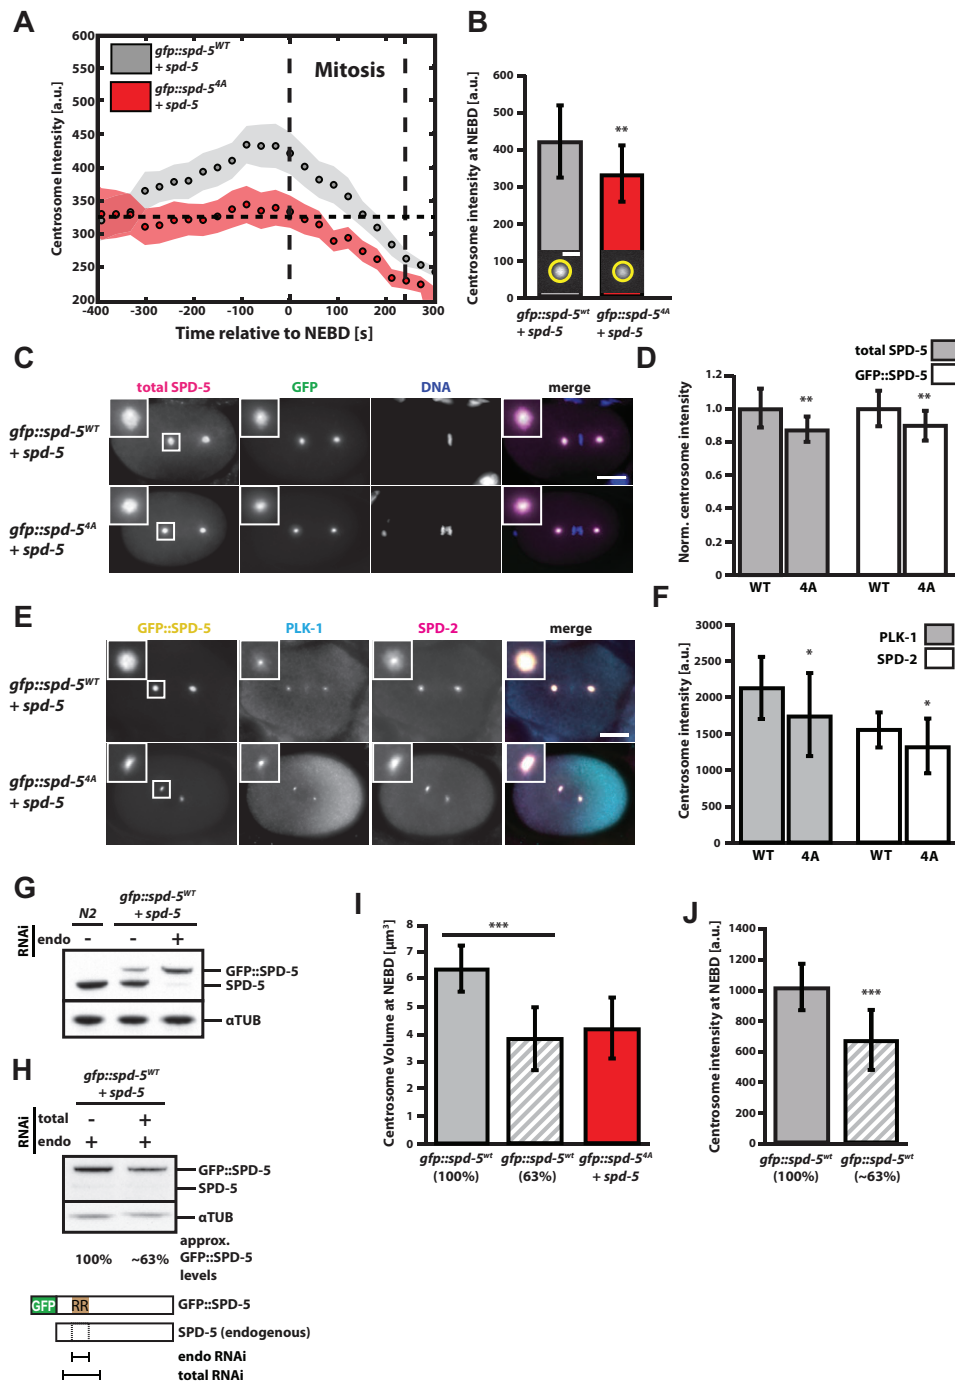 A
Centrosome Intensity [a.u.]
600
550
500
450
400
350
300
250
200
gfp::spd-5WT
+ spd-5
gfp::spd-54A
+ spd-5
Mitosis
-400 -300 -200 -100 0 100 200 300
Time relative to NEBD [s]
B
Centrosome intensity at NEBD [a.u.]
600
500
400
300
200
100
0
**
gfp::spd-5wt
+ spd-5
gfp::spd-54A
+ spd-5
C
total SPD-5 GFP DNA merge
gfp::spd-5WT
+ spd-5
gfp::spd-54A
+ spd-5
D
total SPD-5
GFP::SPD-5
Norm. centrosome intensity
1.2
1.0
0.8
0.6
0.4
0.2
0
** **
WT 4A WT 4A
E
GFP::SPD-5 PLK-1 SPD-2 merge
gfp::spd-5WT
+ spd-5
gfp::spd-54A
+ spd-5
F
PLK-1
SPD-2
Centrosome intensity [a.u.]
3000
2500
2000
1500
1000
500
0
* *
WT 4A WT 4A
G
gfp::spd-5WT
+ spd-5
N2
RNAi
endo - - +
GFP::SPD-5
SPD-5
αTUB
H
gfp::spd-5WT
+ spd-5
RNAi
total - +
endo + +
GFP::SPD-5
SPD-5
αTUB
100% ~63%
approx.
GFP::SPD-5
levels
GFP RR GFP::SPD-5
SPD-5 (endogenous)
endo RNAi
total RNAi
I
Centrosome Volume at NEBD [µm³]
8
7
6
5
4
3
2
1
0
***
gfp::spd-5wt
(100%)
gfp::spd-5wt
(63%)
gfp::spd-54A
+ spd-5
J
Centrosome intensity at NEBD [a.u.]
1400
1200
1000
800
600
400
200
0
***
gfp::spd-5wt
(100%)
gfp::spd-5wt
(~63%)